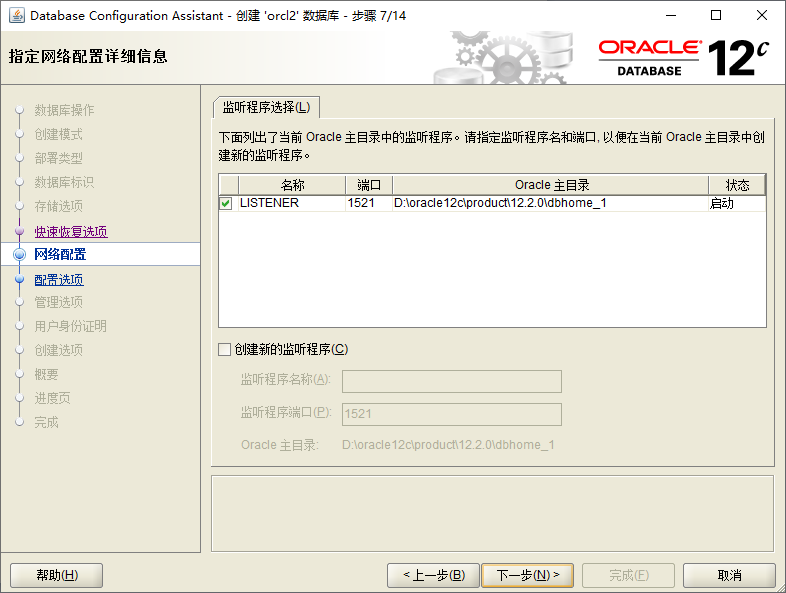 Database Configuration Assistant - 创建 'orcl2' 数据库 - 步骤 7/14
指定网络配置详细信息
ORACLE
DATABASE
12c
数据库操作
创建模式
部署类型
数据库标识
存储选项
快速恢复选项
网络配置
配置选项
管理选项
用户身份证明
创建选项
概要
进度页
完成
监听程序选择(L)
下面列出了当前 Oracle 主目录中的监听程序。请指定监听程序名和端口, 以便在当前 Oracle 主目录中创
建新的监听程序。
名称 端口 Oracle 主目录 状态
LISTENER 1521 D:\oracle12c\product\12.2.0\dbhome_1 启动
创建新的监听程序(C)
监听程序名称(A):
监听程序端口(P): 1521
Oracle 主目录: D:\oracle12c\product\12.2.0\dbhome_1
帮助(H)
< 上一步(B)
下一步(N) >
完成(F)
取消